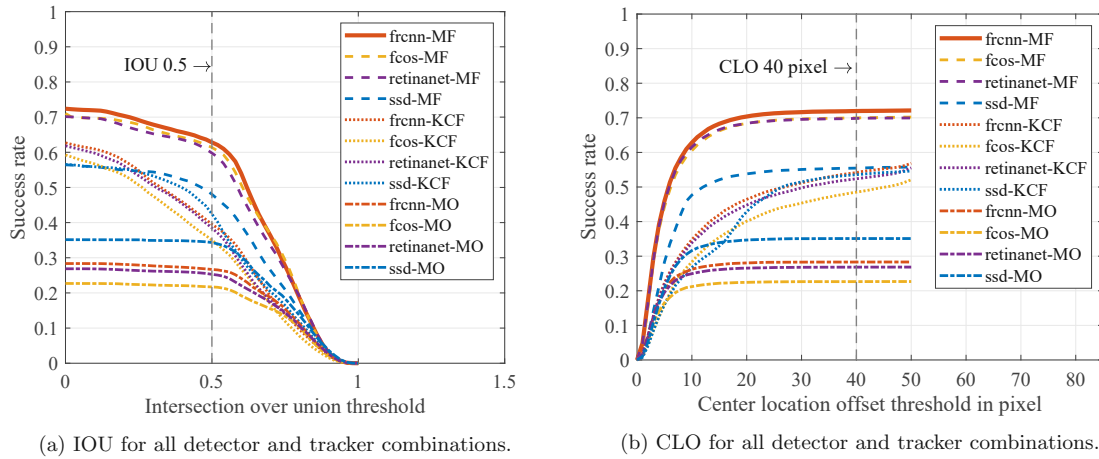 1
0.9
0.8
0.7
0.6
0.5
0.4
0.3
0.2
0.1
0
Success rate
0
0.5
1
1.5
Intersection over union threshold
IOU 0.5 →
frcnn-MF
fcos-MF
retinanet-MF
ssd-MF
frcnn-KCF
fcos-KCF
retinanet-KCF
ssd-KCF
frcnn-MO
fcos-MO
retinanet-MO
ssd-MO
(a) IOU for all detector and tracker combinations.
1
0.9
0.8
0.7
0.6
0.5
0.4
0.3
0.2
0.1
0
Success rate
0
10
20
30
40
50
60
70
80
Center location offset threshold in pixel
CLO 40 pixel →
frcnn-MF
fcos-MF
retinanet-MF
ssd-MF
frcnn-KCF
fcos-KCF
retinanet-KCF
ssd-KCF
frcnn-MO
fcos-MO
retinanet-MO
ssd-MO
(b) CLO for all detector and tracker combinations.